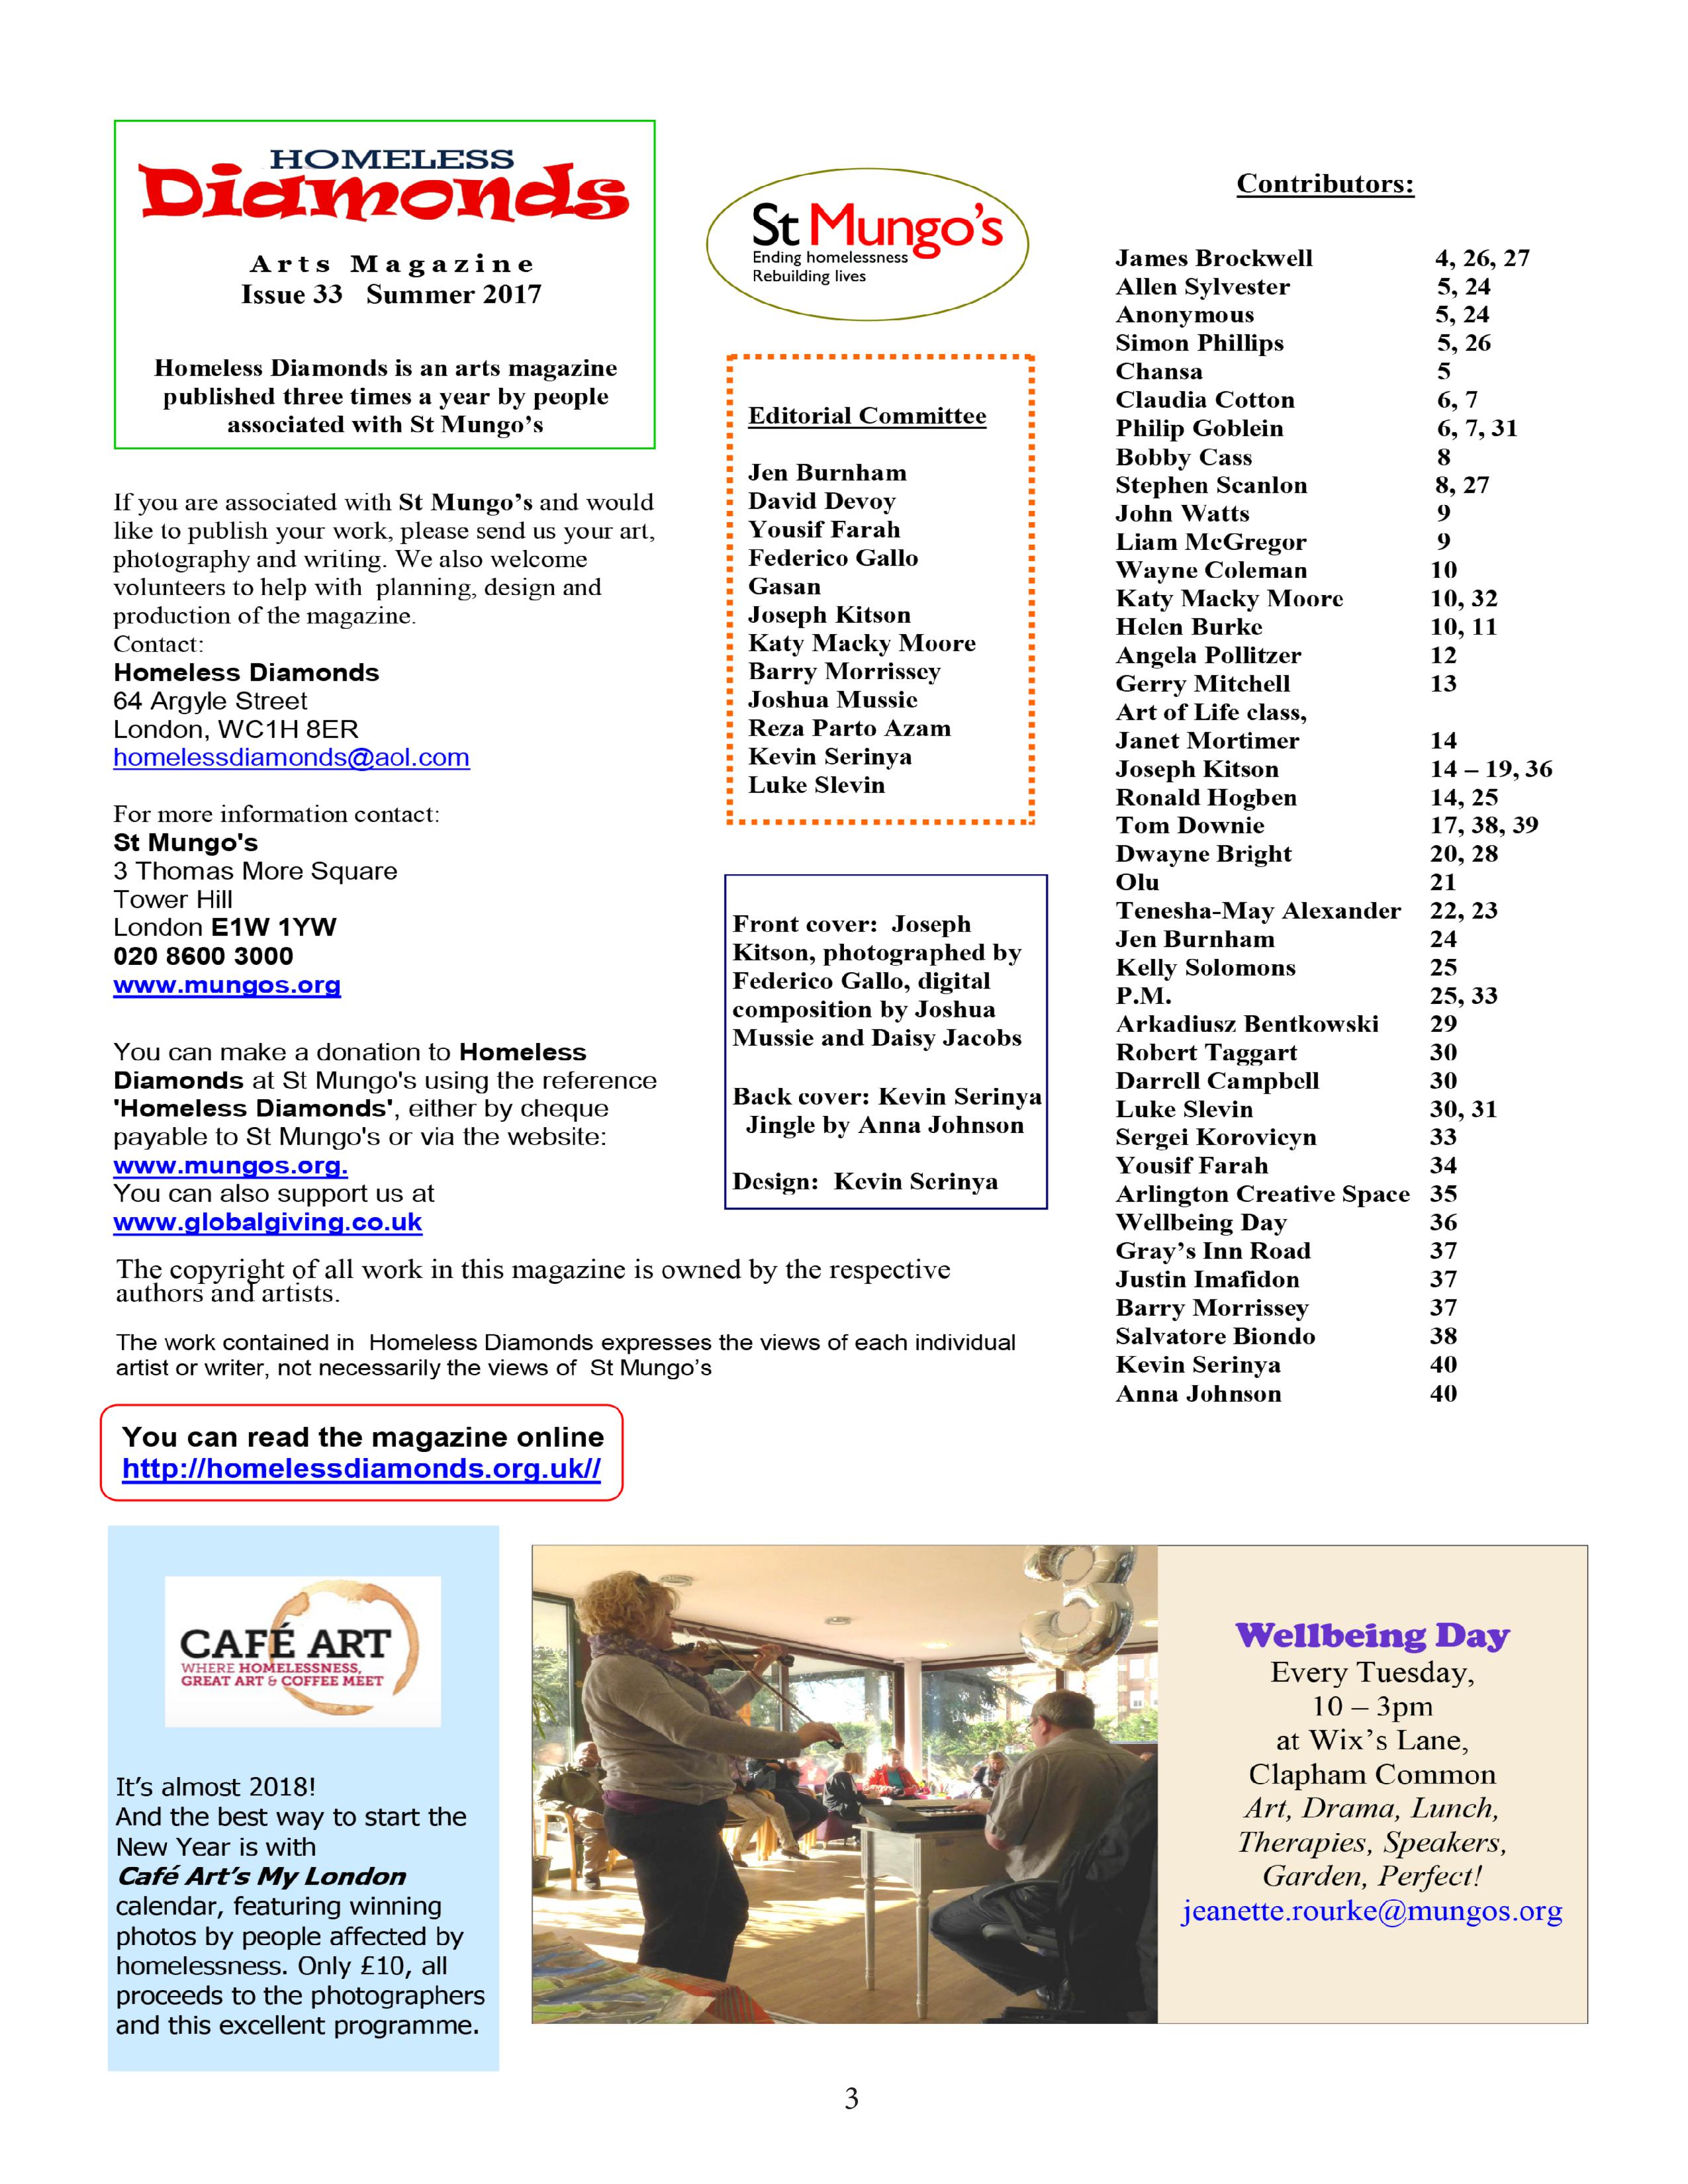 HOMELESS
Diamonds
Arts Magazine
Issue 33 Summer 2017
Homeless Diamonds is an arts magazine
published three times a year by people
associated with St Mungo's
If you are associated with St Mungo's and would
like to publish your work, please send us your art,
photography and writing. We also welcome
volunteers to help with planning, design and
production of the magazine.
Contact:
Homeless Diamonds
64 Argyle Street
London, WC1H 8ER
homelessdiamonds@aol.com
For more information contact:
St Mungo's
3 Thomas More Square
Tower Hill
London E1W 1YW
020 8600 3000
www.mungos.org
You can make a donation to Homeless
Diamonds at St Mungo's using the reference
'Homeless Diamonds', either by cheque
payable to St Mungo's or via the website:
www.mungos.org.
You can also support us at
www.globalgiving.co.uk
St Mungo's
Ending homelessness
Rebuilding lives
Editorial Committee
Jen Burnham
David Devoy
Yousif Farah
Federico Gallo
Gasan
Joseph Kitson
Katy Macky Moore
Barry Morrissey
Joshua Mussie
Reza Parto Azam
Kevin Serinya
Luke Slevin
Front cover: Joseph
Kitson, photographed by
Federico Gallo, digital
composition by Joshua
Mussie and Daisy Jacobs
Back cover: Kevin Serinya
Jingle by Anna Johnson
Design: Kevin Serinya
The copyright of all work in this magazine is owned by the respective
authors and artists.
The work contained in Homeless Diamonds expresses the views of each individual
artist or writer, not necessarily the views of St Mungo's
You can read the magazine online
http://homelessdiamonds.org.uk//
Contributors:
James Brockwell 4, 26, 27
Allen Sylvester 5, 24
Anonymous 5, 24
Simon Phillips 5, 26
Chansa 5
Claudia Cotton 6, 7
Philip Goblein 6, 7, 31
Bobby Cass 8
Stephen Scanlon 8, 27
John Watts 9
Liam McGregor 9
Wayne Coleman 10
Katy Macky Moore 10, 32
Helen Burke 10, 11
Angela Pollitzer 12
Gerry Mitchell 13
Art of Life class,
Janet Mortimer 14
Joseph Kitson 14 – 19, 36
Ronald Hogben 14, 25
Tom Downie 17, 38, 39
Dwayne Bright 20, 28
Olu 21
Tenesha-May Alexander 22, 23
Jen Burnham 24
Kelly Solomons 25
P.M. 25, 33
Arkadiusz Bentkowski 29
Robert Taggart 30
Darrell Campbell 30
Luke Slevin 30, 31
Sergei Korovicyn 33
Yousif Farah 34
Arlington Creative Space 35
Wellbeing Day 36
Gray's Inn Road 37
Justin Imafidon 37
Barry Morrissey 37
Salvatore Biondo 38
Kevin Serinya 40
Anna Johnson 40
CAFÉ ART
WHERE HOMELESSNESS,
GREAT ART & COFFEE MEET
It's almost 2018!
And the best way to start the
New Year is with
Café Art's My London
calendar, featuring winning
photos by people affected by
homelessness. Only £10, all
proceeds to the photographers
and this excellent programme.
Wellbeing Day
Every Tuesday,
10 – 3pm
at Wix's Lane,
Clapham Common
Art, Drama, Lunch,
Therapies, Speakers,
Garden, Perfect!
jeanette.rourke@mungos.org
3